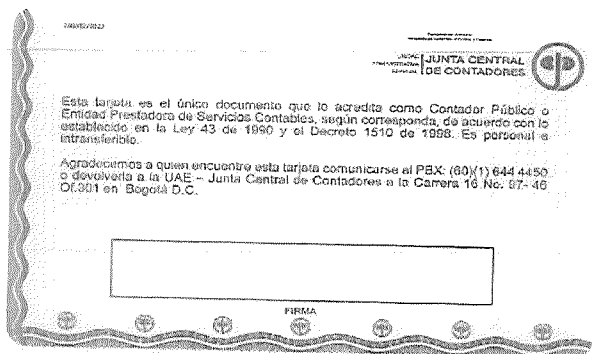 UNIDAD
ADMINISTRATIVA
ESPECIAL
JUNTA CENTRAL
DE CONTADORES
Esta tarjeta es el único documento que lo acredita como Contador Público o
Entidad Prestadora de Servicios Contables, según corresponda, de acuerdo con lo
establecido en la Ley 43 de 1990 y el Decreto 1510 de 1998. Es personal e
intransferible.
Agradecemos a quien encuentre esta tarjeta comunicarse al PBX: (60)(1) 644 4450
o devolverla a la UAE – Junta Central de Contadores a la Carrera 16 No. 97- 46
Of.301 en Bogotá D.C.
FIRMA